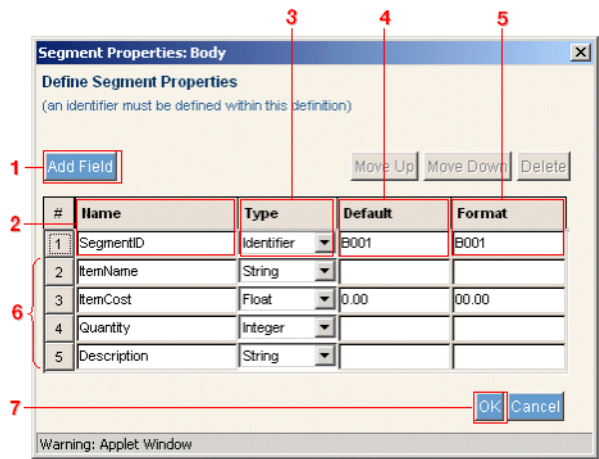 3 4 5
Segment Properties: Body
Define Segment Properties
(an identifier must be defined within this definition)
1 Add Field Move Up Move Down Delete
# Name Type Default Format
2
1 SegmentID Identifier B001 B001
2 ItemName String
3 ItemCost Float 0.00 00.00
6
4 Quantity Integer
5 Description String
7 OK Cancel
Warning: Applet Window